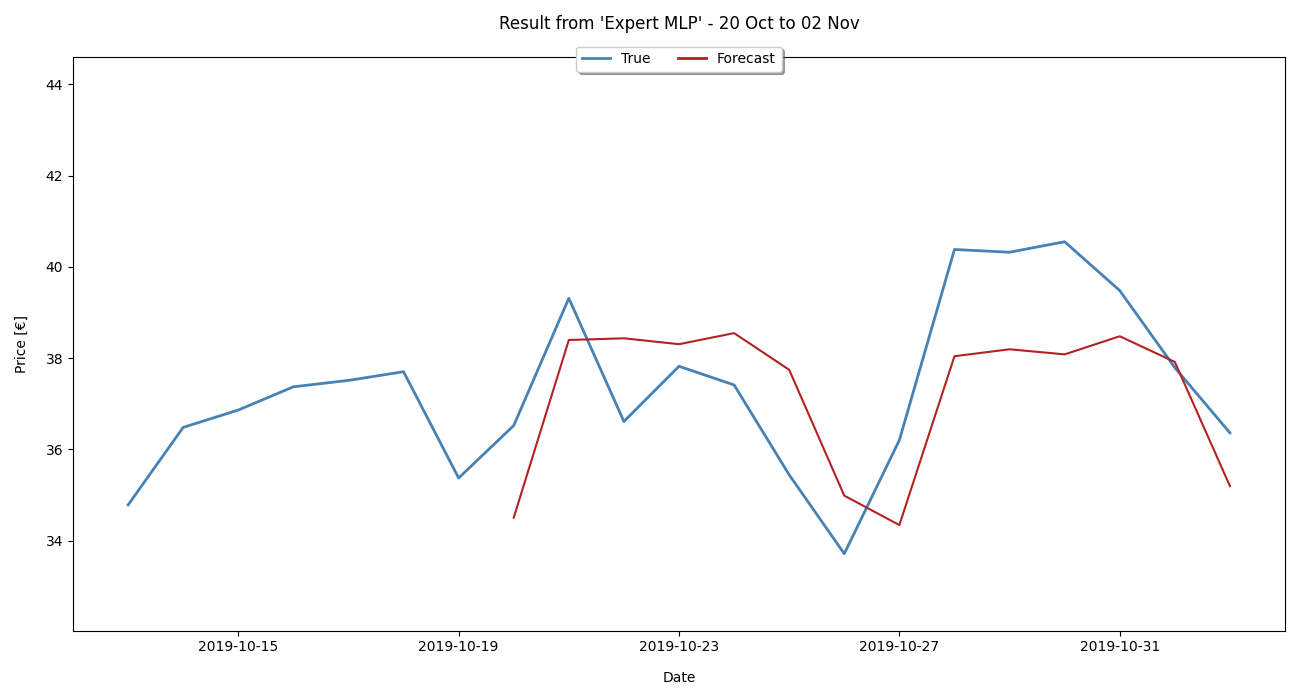 Result from 'Expert MLP' - 20 Oct to 02 Nov
True Forecast
44
42
40
38
36
34
Price [€]
2019-10-15 2019-10-19 2019-10-23 2019-10-27 2019-10-31
Date